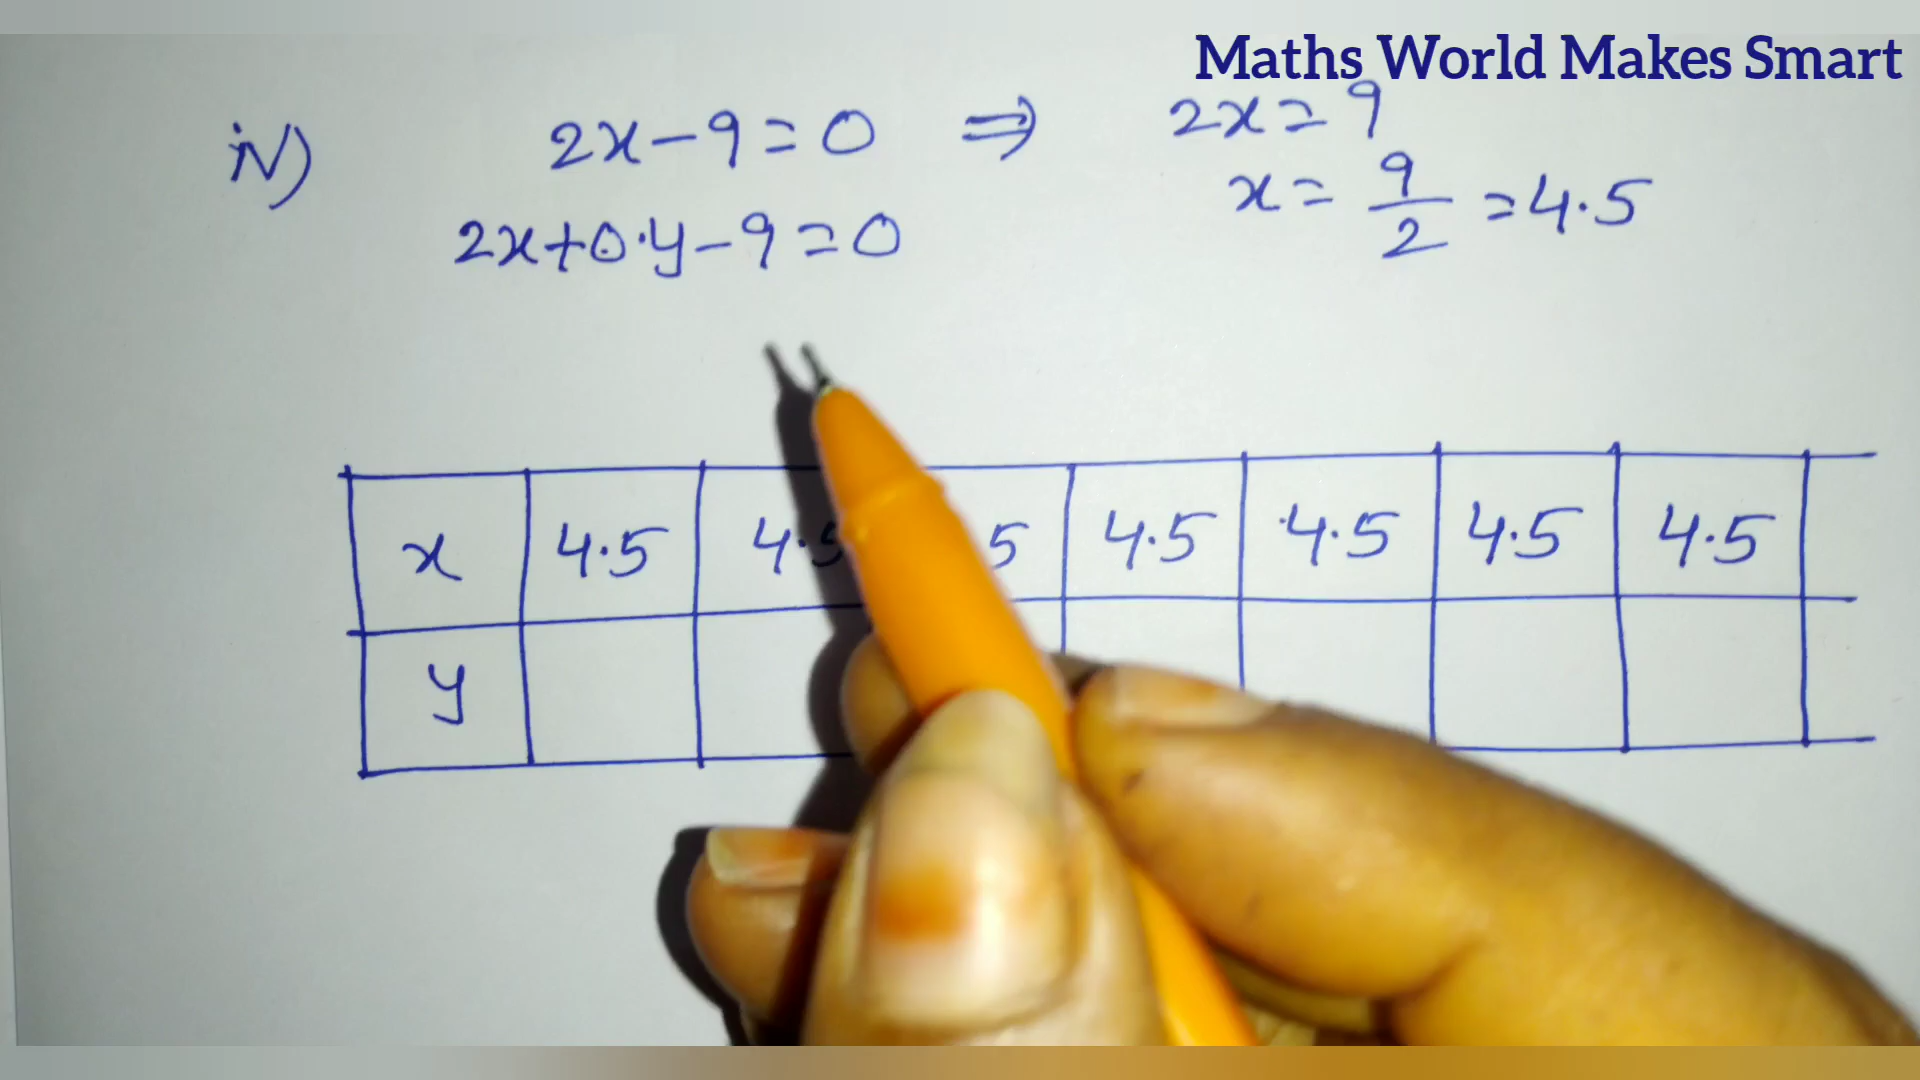 Maths World Makes Smart
iv) 2x-9=0 ⇒ 2x=9
x = 9/2 = 4.5
2x+0.y-9=0
x 4.5 4.5 5 4.5 4.5 4.5 4.5
y